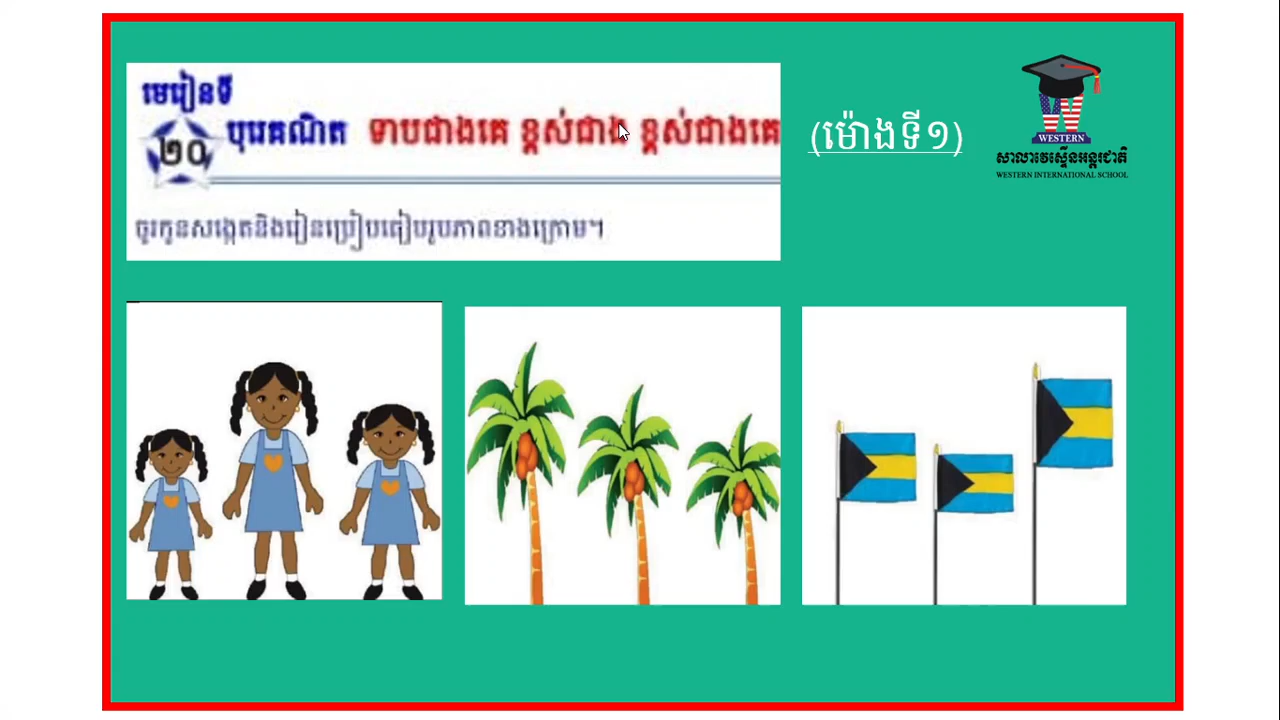 មេរៀនទី
២០ បុរេគណិត ទាបជាងគេ ខ្ពស់ជាង ខ្ពស់ជាងគេ
(ម៉ោងទី១)
W
WESTERN
សាលាវេស្ទើនអន្តរជាតិ
WESTERN INTERNATIONAL SCHOOL
ចូរកូនសង្កេតនិងរៀនប្រៀបធៀបរូបភាពខាងក្រោម។